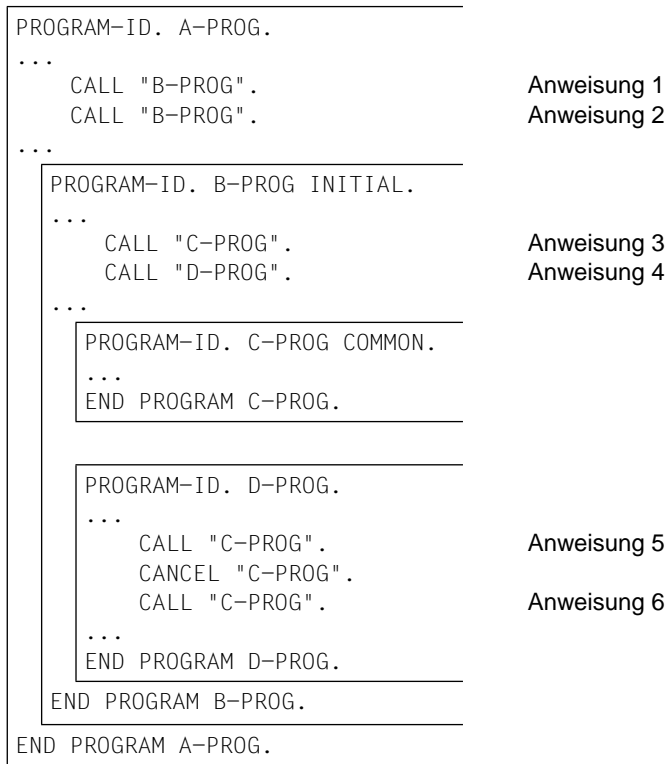 PROGRAM-ID. A-PROG.
...
CALL "B-PROG". Anweisung 1
CALL "B-PROG". Anweisung 2
...
PROGRAM-ID. B-PROG INITIAL.
...
CALL "C-PROG". Anweisung 3
CALL "D-PROG". Anweisung 4
...
PROGRAM-ID. C-PROG COMMON.
...
END PROGRAM C-PROG.
PROGRAM-ID. D-PROG.
...
CALL "C-PROG". Anweisung 5
CANCEL "C-PROG".
CALL "C-PROG". Anweisung 6
...
END PROGRAM D-PROG.
END PROGRAM B-PROG.
END PROGRAM A-PROG.